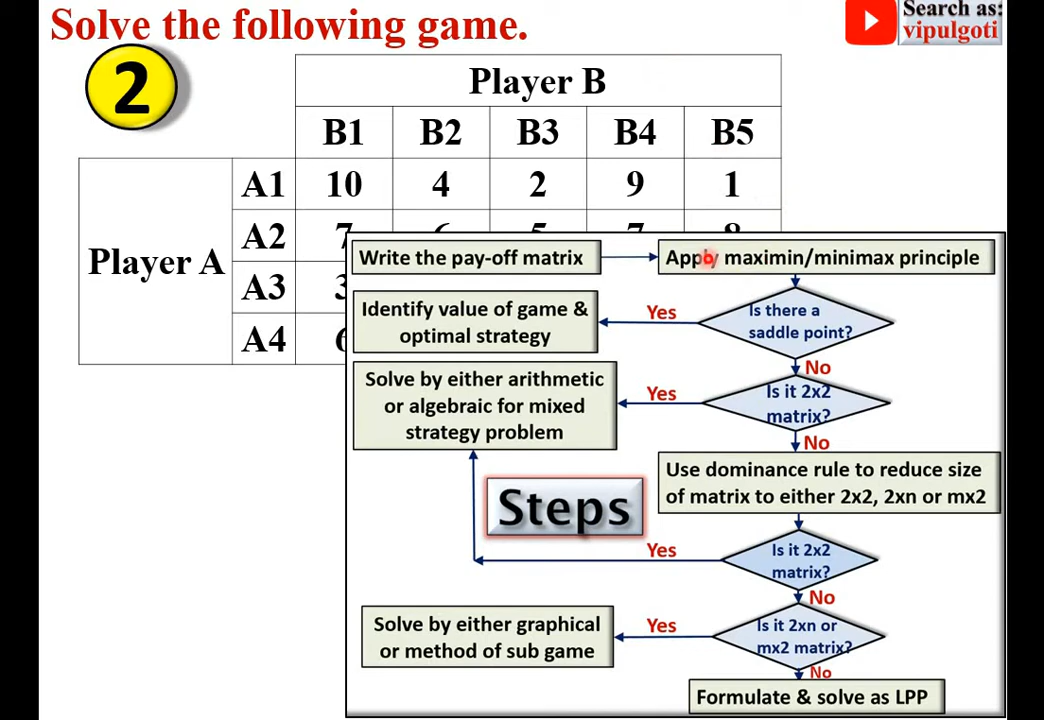 Solve the following game.
Search as:
vipulgoti
2
Player B
B1 B2 B3 B4 B5
Player A
A1 10 4 2 9 1
A2 7 6 5 7 8
A3
A4
Write the pay-off matrix
Apply maximin/minimax principle
Identify value of game &
optimal strategy
Yes
Is there a
saddle point?
No
Solve by either arithmetic
or algebraic for mixed
strategy problem
Yes
Is it 2x2
matrix?
No
Use dominance rule to reduce size
of matrix to either 2x2, 2xn or mx2
Steps
Yes
Is it 2x2
matrix?
No
Solve by either graphical
or method of sub game
Yes
Is it 2xn or
mx2 matrix?
No
Formulate & solve as LPP